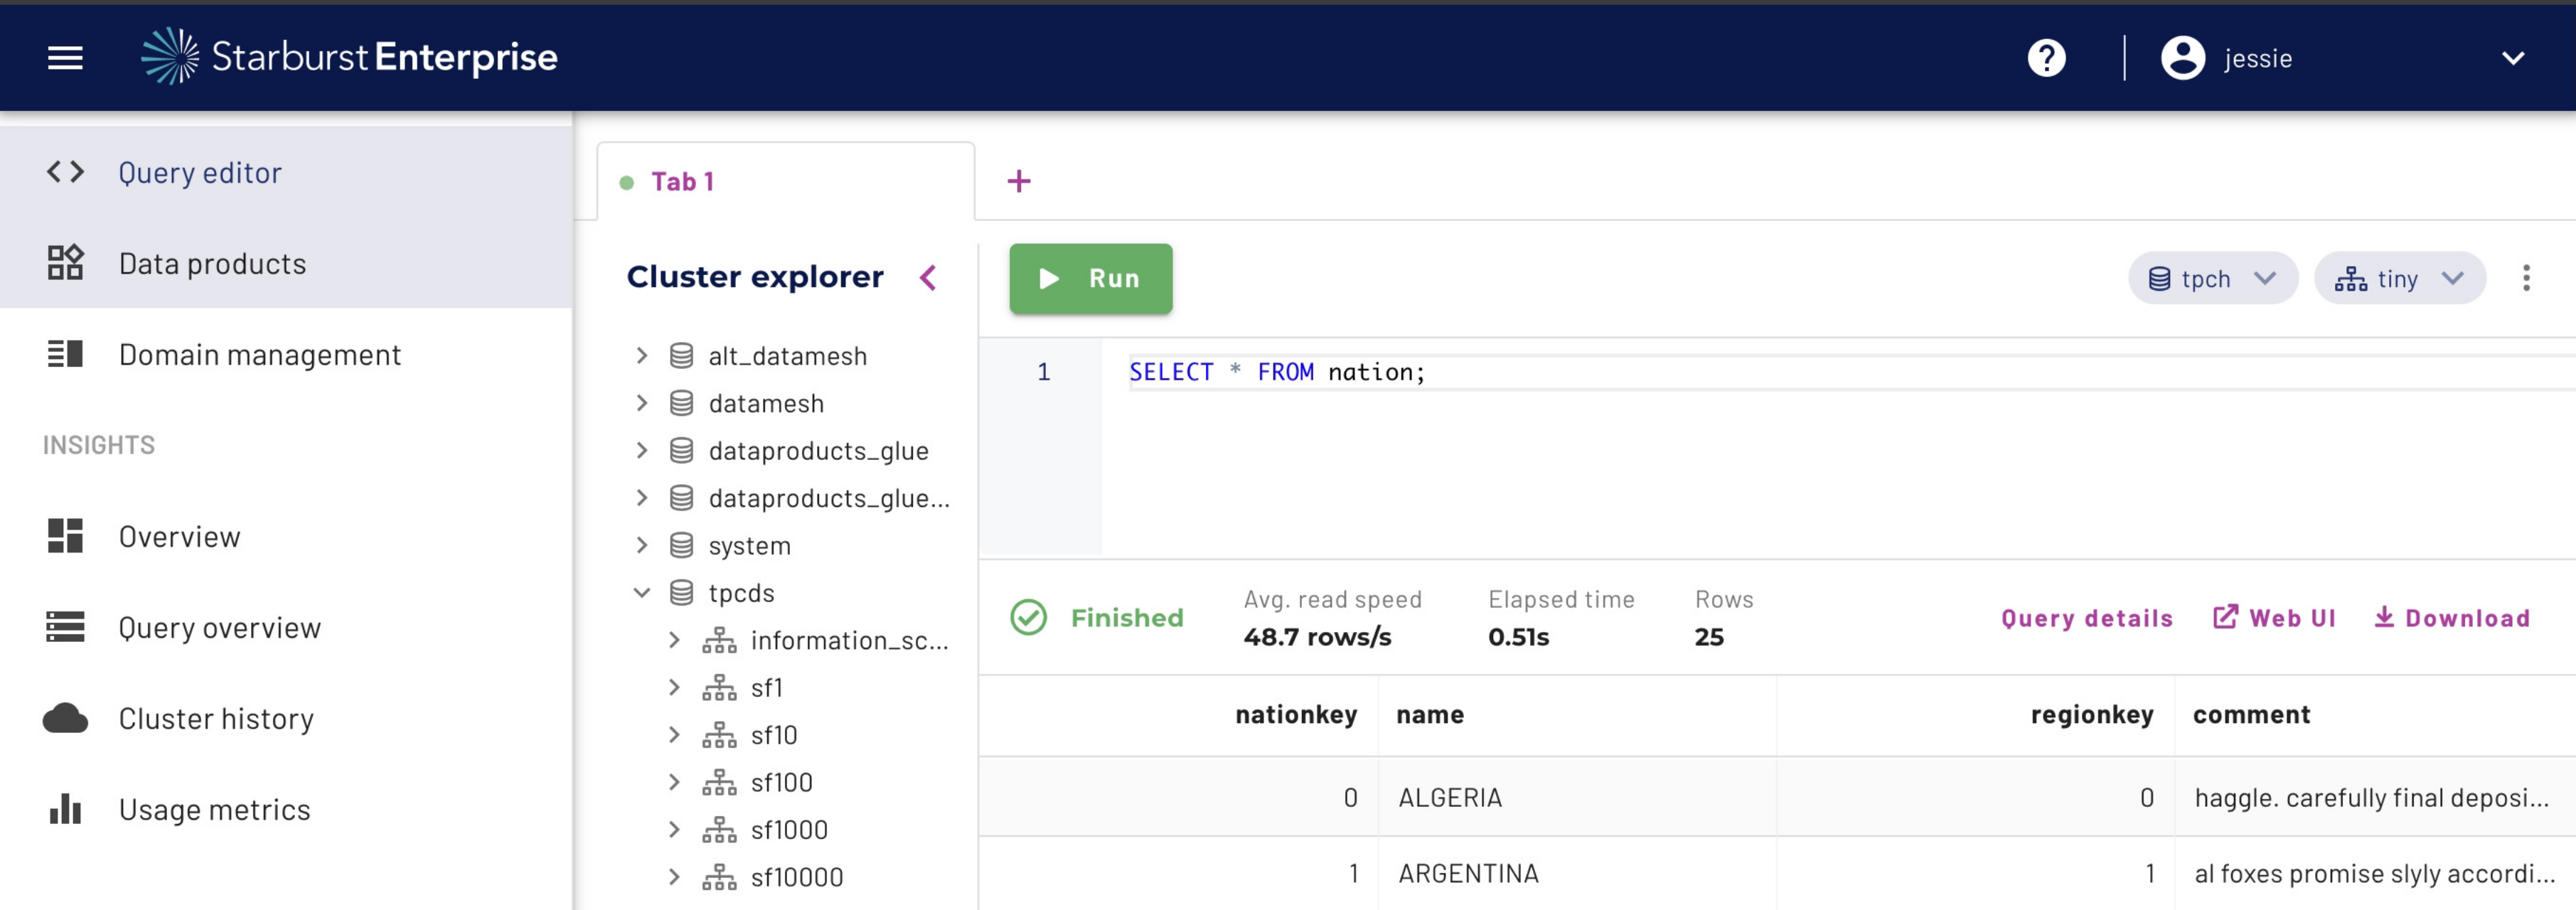 Starburst Enterprise
?
jessie
Query editor
Data products
Domain management
INSIGHTS
Overview
Query overview
Cluster history
Usage metrics
Tab 1
+
Cluster explorer
alt_datamesh
datamesh
dataproducts_glue
dataproducts_glue...
system
tpcds
information_sc...
sf1
sf10
sf100
sf1000
sf10000
Run
tpch
tiny
1 SELECT * FROM nation;
Finished
Avg. read speed
48.7 rows/s
Elapsed time
0.51s
Rows
25
Query details
Web UI
Download
nationkey name regionkey comment
0 ALGERIA 0 haggle. carefully final deposi...
1 ARGENTINA 1 al foxes promise slyly accordi...